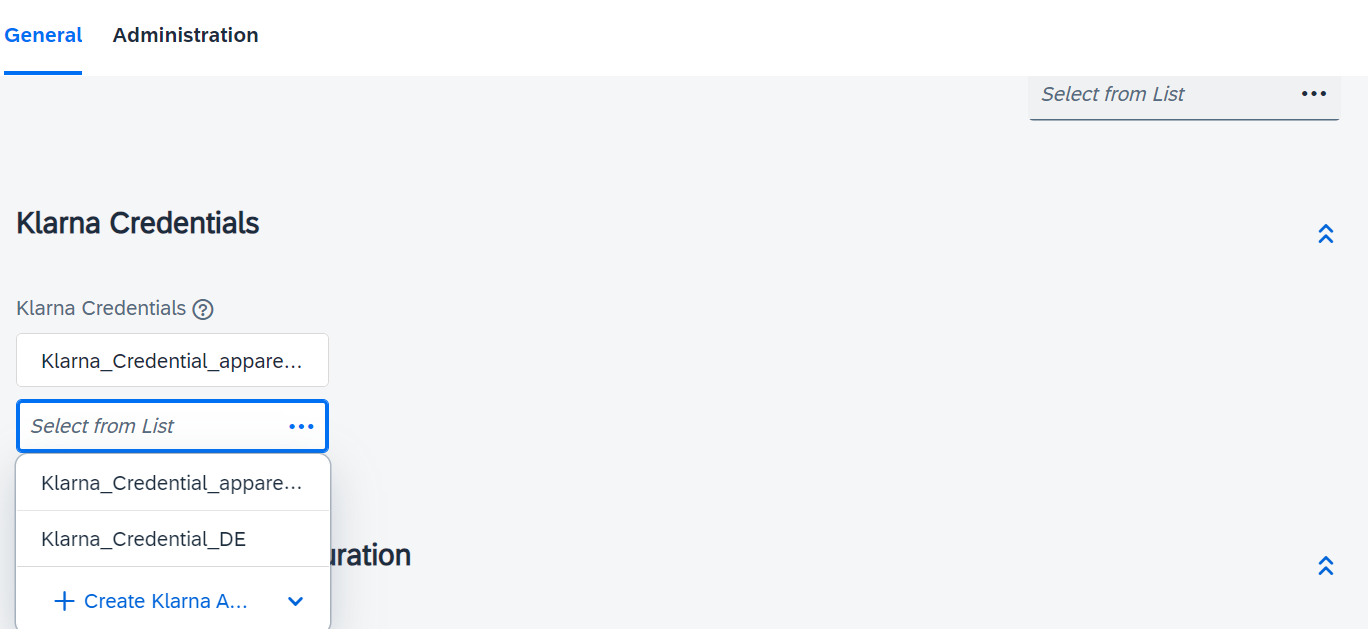 General Administration
Select from List
Klarna Credentials
Klarna Credentials
Klarna_Credential_appare...
Select from List
Klarna_Credential_appare...
Klarna_Credential_DE
uration
Create Klarna A...